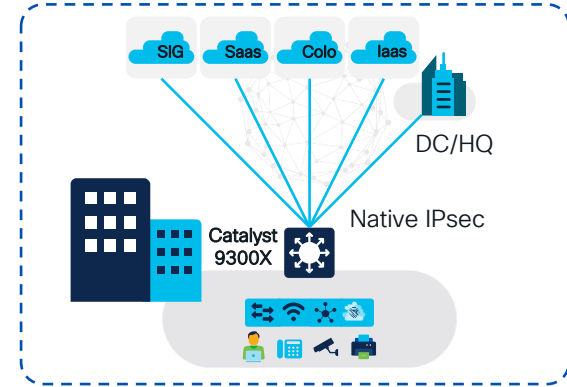 SIG
Saas
Colo
Iaas
DC/HQ
Native IPsec
Catalyst
9300X